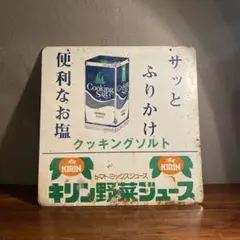 サッと
ふりかけ
便利なお塩
Cooking
Salt
クッキングソルト
トマトミックスジュース
KIRIN
KIRIN
キリン野菜ジュース